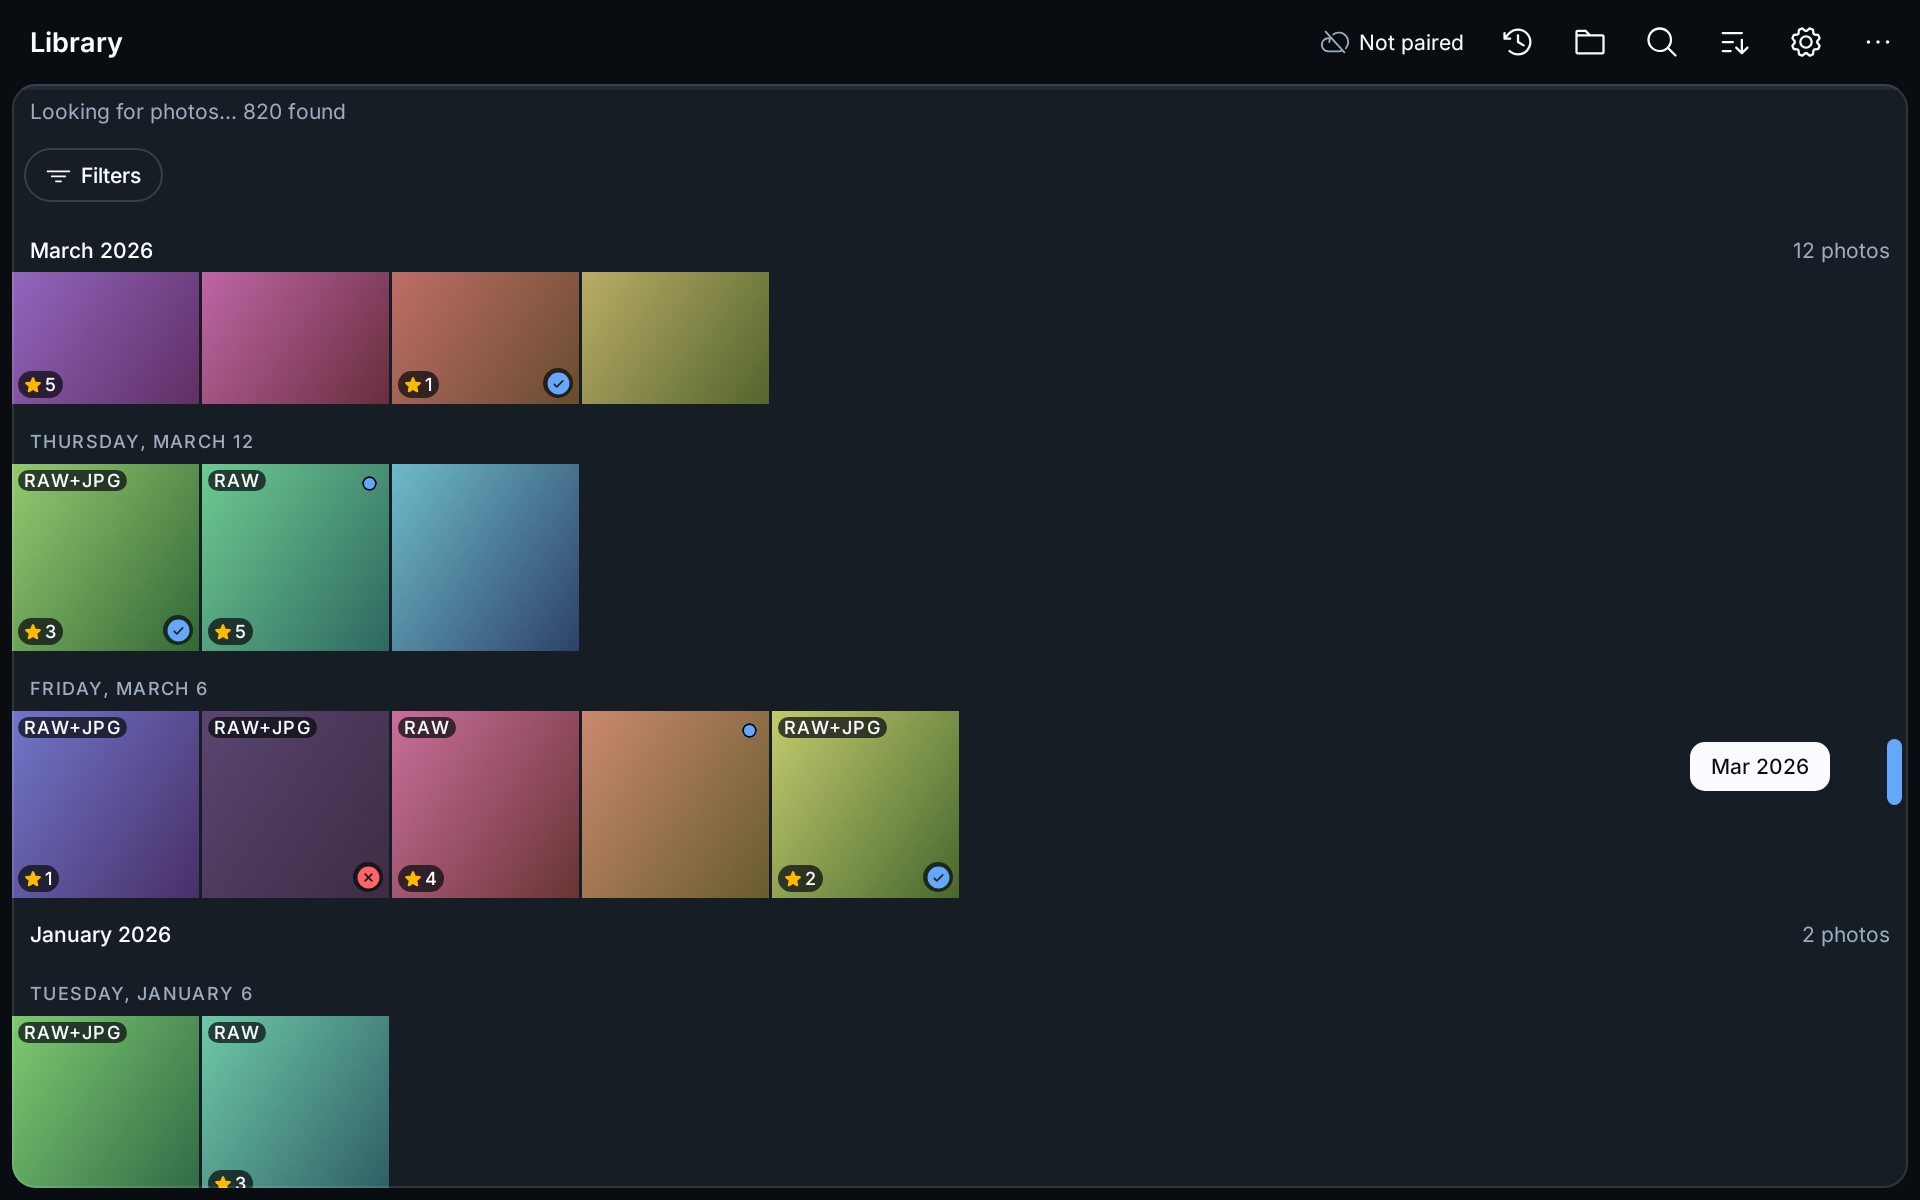 Library
Not paired
Looking for photos... 820 found
Filters
March 2026
12 photos
5
1
THURSDAY, MARCH 12
RAW+JPG
RAW
3
5
FRIDAY, MARCH 6
RAW+JPG
RAW+JPG
RAW
RAW+JPG
Mar 2026
1
4
2
January 2026
2 photos
TUESDAY, JANUARY 6
RAW+JPG
RAW
3